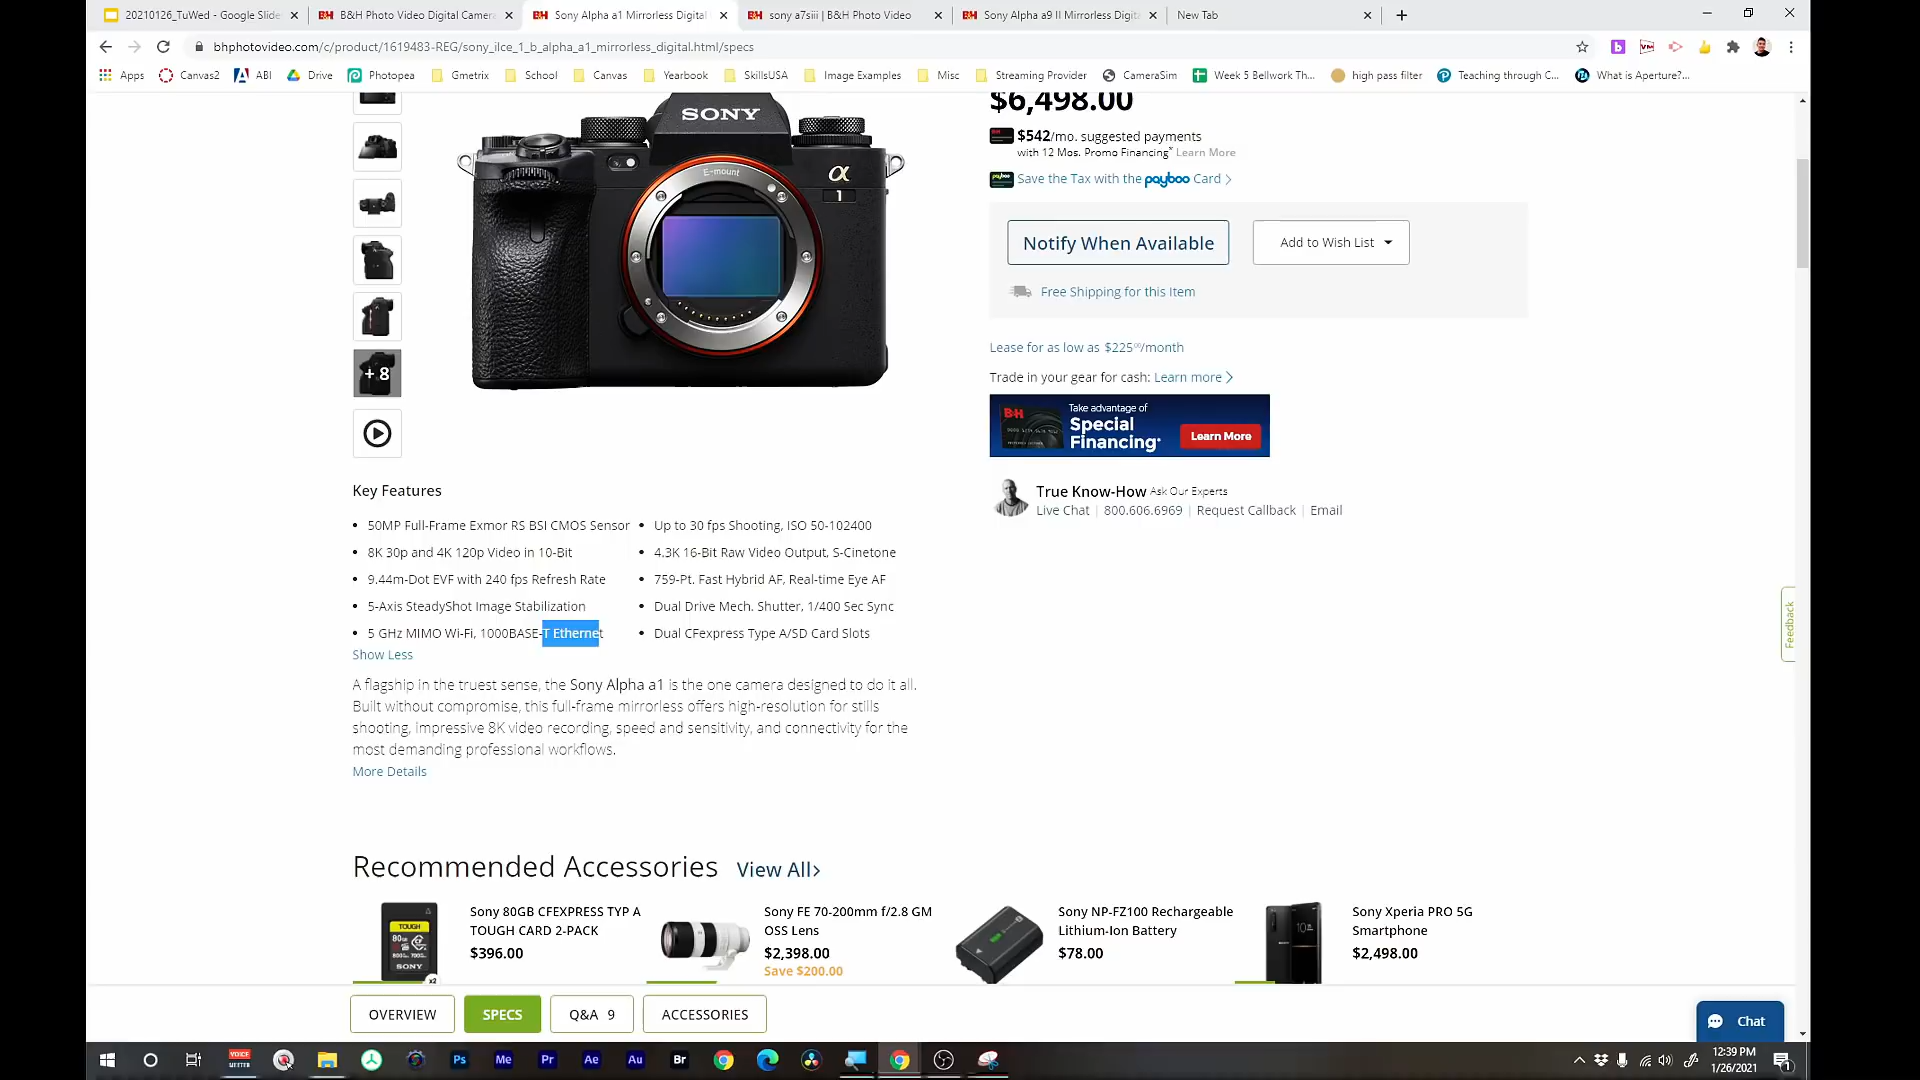 20210126_TuWed - Google Slide
B&H Photo Video Digital Camera
Sony Alpha a1 Mirrorless Digital
sony a7siii | B&H Photo Video
Sony Alpha a9 II Mirrorless Digita
New Tab
bhphotovideo.com/c/product/1619483-REG/sony_ilce_1_b_alpha_a1_mirrorless_digital.html/specs
Apps
Canvas2
ABI
Drive
Photopea
Gmetrix
School
Canvas
Yearbook
SkillsUSA
Image Examples
Misc
Streaming Provider
CameraSim
Week 5 Bellwork Th...
high pass filter
Teaching through C...
What is Aperture?...
SONY
E-mount
α
1
+ 8
$6,498.00
$542/mo. suggested payments
with 12 Mos. Promo Financing* Learn More
Save the Tax with the payboo Card >
Notify When Available
Add to Wish List
Free Shipping for this Item
Lease for as low as $225⁰⁰/month
Trade in your gear for cash: Learn more >
B&H
Take advantage of
Special
Financing*
Learn More
True Know-How Ask Our Experts
Live Chat | 800.606.6969 | Request Callback | Email
Key Features
• 50MP Full-Frame Exmor RS BSI CMOS Sensor
• 8K 30p and 4K 120p Video in 10-Bit
• 9.44m-Dot EVF with 240 fps Refresh Rate
• 5-Axis SteadyShot Image Stabilization
• 5 GHz MIMO Wi-Fi, 1000BASE-T Ethernet
• Up to 30 fps Shooting, ISO 50-102400
• 4.3K 16-Bit Raw Video Output, S-Cinetone
• 759-Pt. Fast Hybrid AF, Real-time Eye AF
• Dual Drive Mech. Shutter, 1/400 Sec Sync
• Dual CFexpress Type A/SD Card Slots
Show Less
A flagship in the truest sense, the Sony Alpha a1 is the one camera designed to do it all.
Built without compromise, this full-frame mirrorless offers high-resolution for stills
shooting, impressive 8K video recording, speed and sensitivity, and connectivity for the
most demanding professional workflows.
More Details
Feedback
Recommended Accessories View All>
TOUGH
SONY
x2
Sony 80GB CFEXPRESS TYP A
TOUGH CARD 2-PACK
$396.00
Sony FE 70-200mm f/2.8 GM
OSS Lens
$2,398.00
Save $200.00
Sony NP-FZ100 Rechargeable
Lithium-Ion Battery
$78.00
Sony Xperia PRO 5G
Smartphone
$2,498.00
OVERVIEW
SPECS
Q&A 9
ACCESSORIES
Chat
Ps
Me
Pr
Ae
Au
Br
12:39 PM
1/26/2021